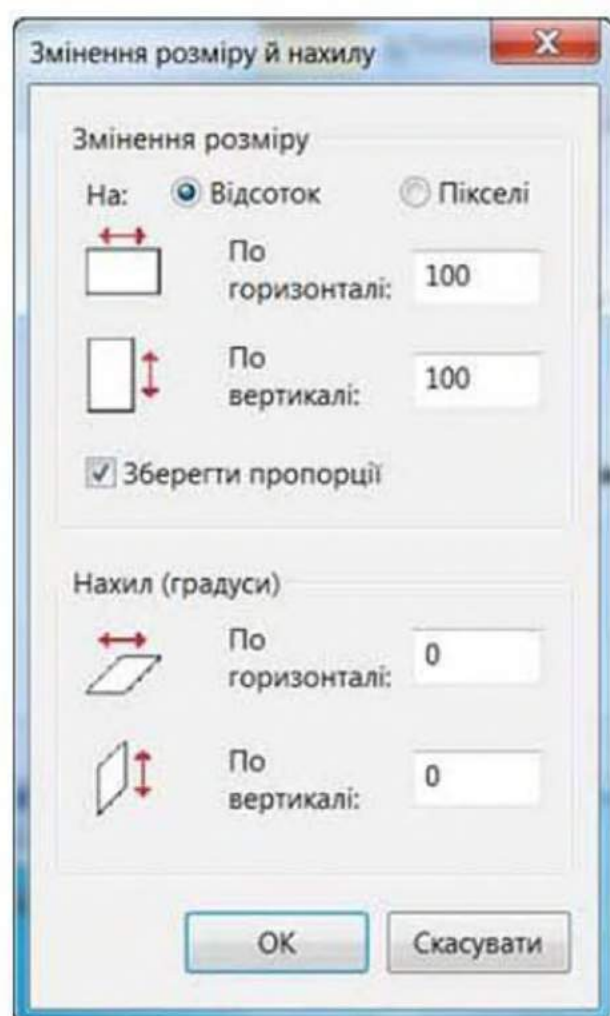 Змінення розміру й нахилу
Змінення розміру
На: Відсоток Пікселі
По
горизонталі: 100
По
вертикалі: 100
Зберегти пропорції
Нахил (градуси)
По
горизонталі: 0
По
вертикалі: 0
OK Скасувати